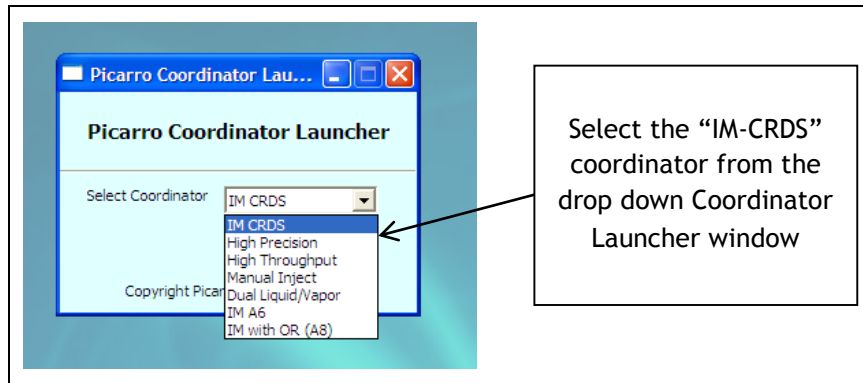 Picarro Coordinator Lau...
Picarro Coordinator Launcher
Select Coordinator
IM CRDS
IM CRDS
High Precision
High Throughput
Manual Inject
Dual Liquid/Vapor
IM A6
IM with OR (A8)
Copyright
Select the “IM-CRDS”
coordinator from the
drop down Coordinator
Launcher window